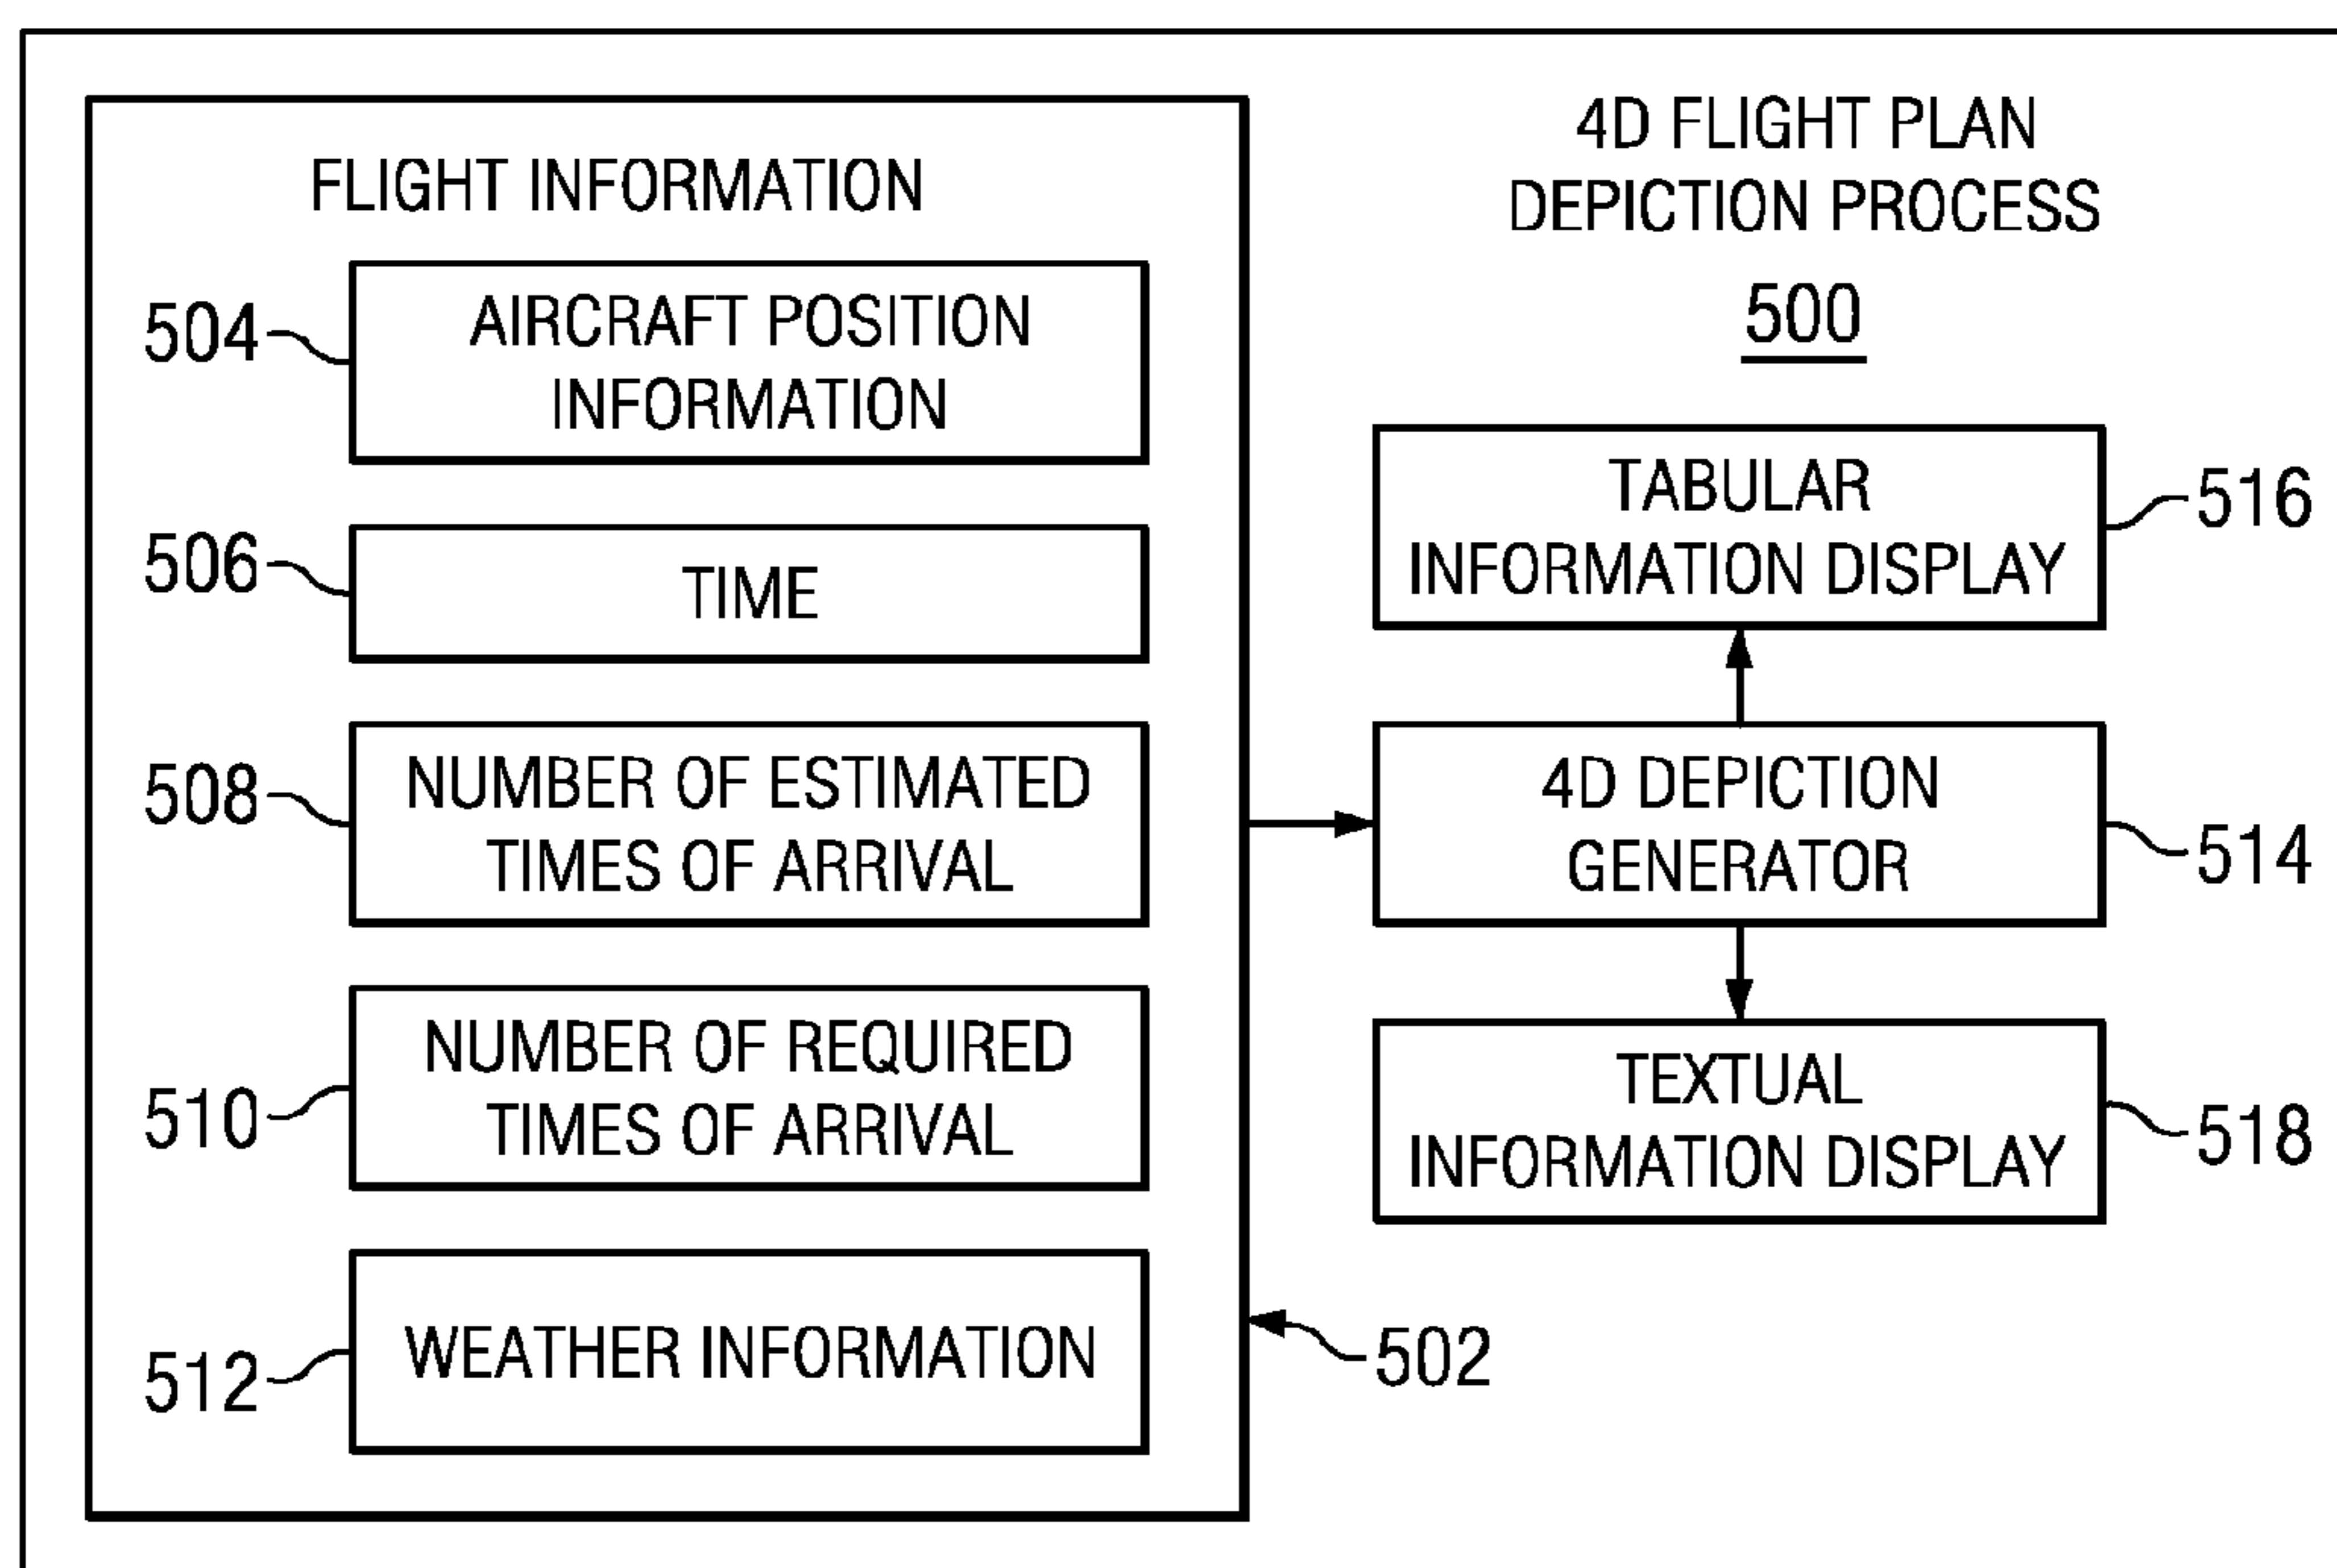 FLIGHT INFORMATION
504
AIRCRAFT POSITION
INFORMATION
506
TIME
508
NUMBER OF ESTIMATED
TIMES OF ARRIVAL
510
NUMBER OF REQUIRED
TIMES OF ARRIVAL
512
WEATHER INFORMATION
502
4D FLIGHT PLAN
DEPICTION PROCESS
500
TABULAR
INFORMATION DISPLAY
516
4D DEPICTION
GENERATOR
514
TEXTUAL
INFORMATION DISPLAY
518